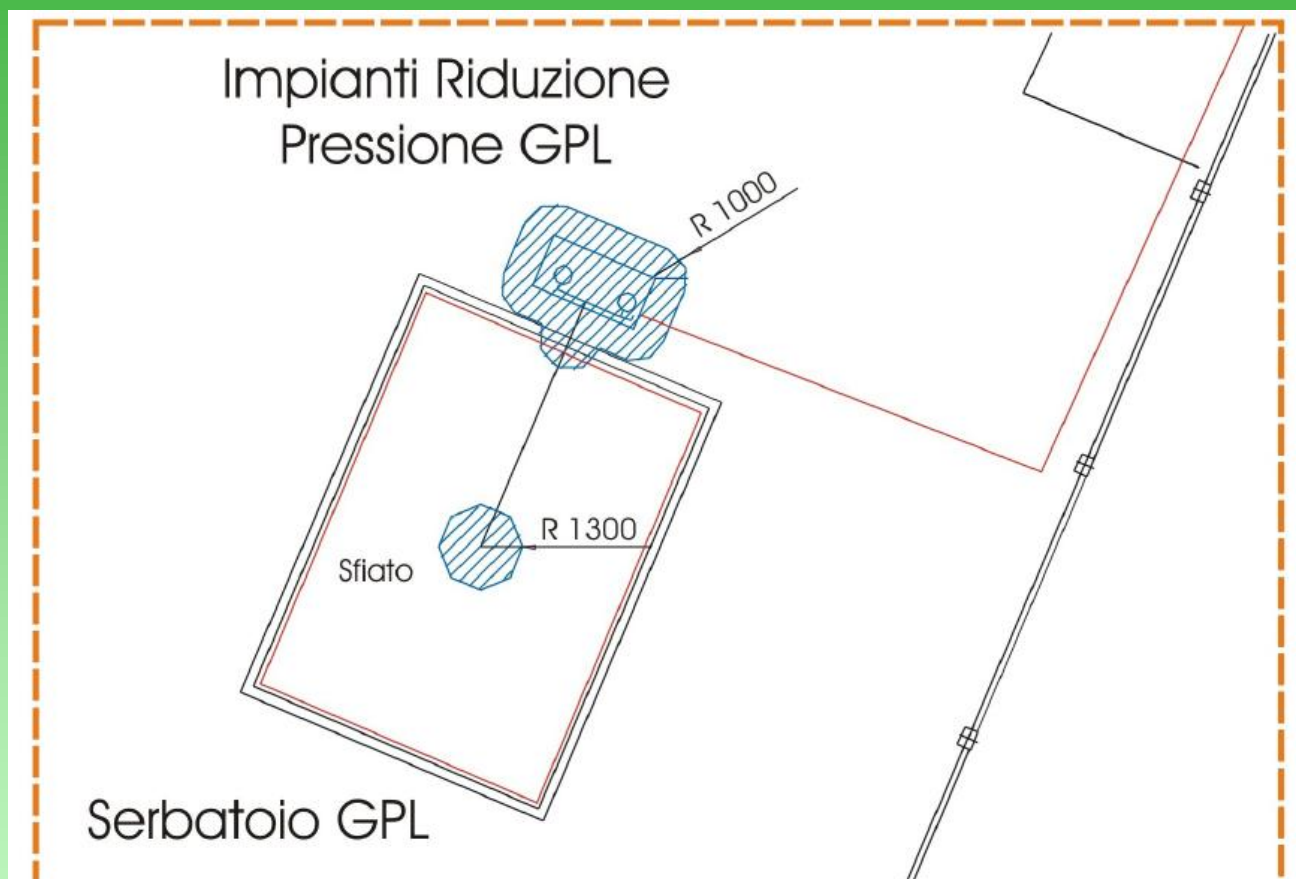 Impianti Riduzione
Pressione GPL
R 1000
R 1300
Sfiato
Serbatoio GPL